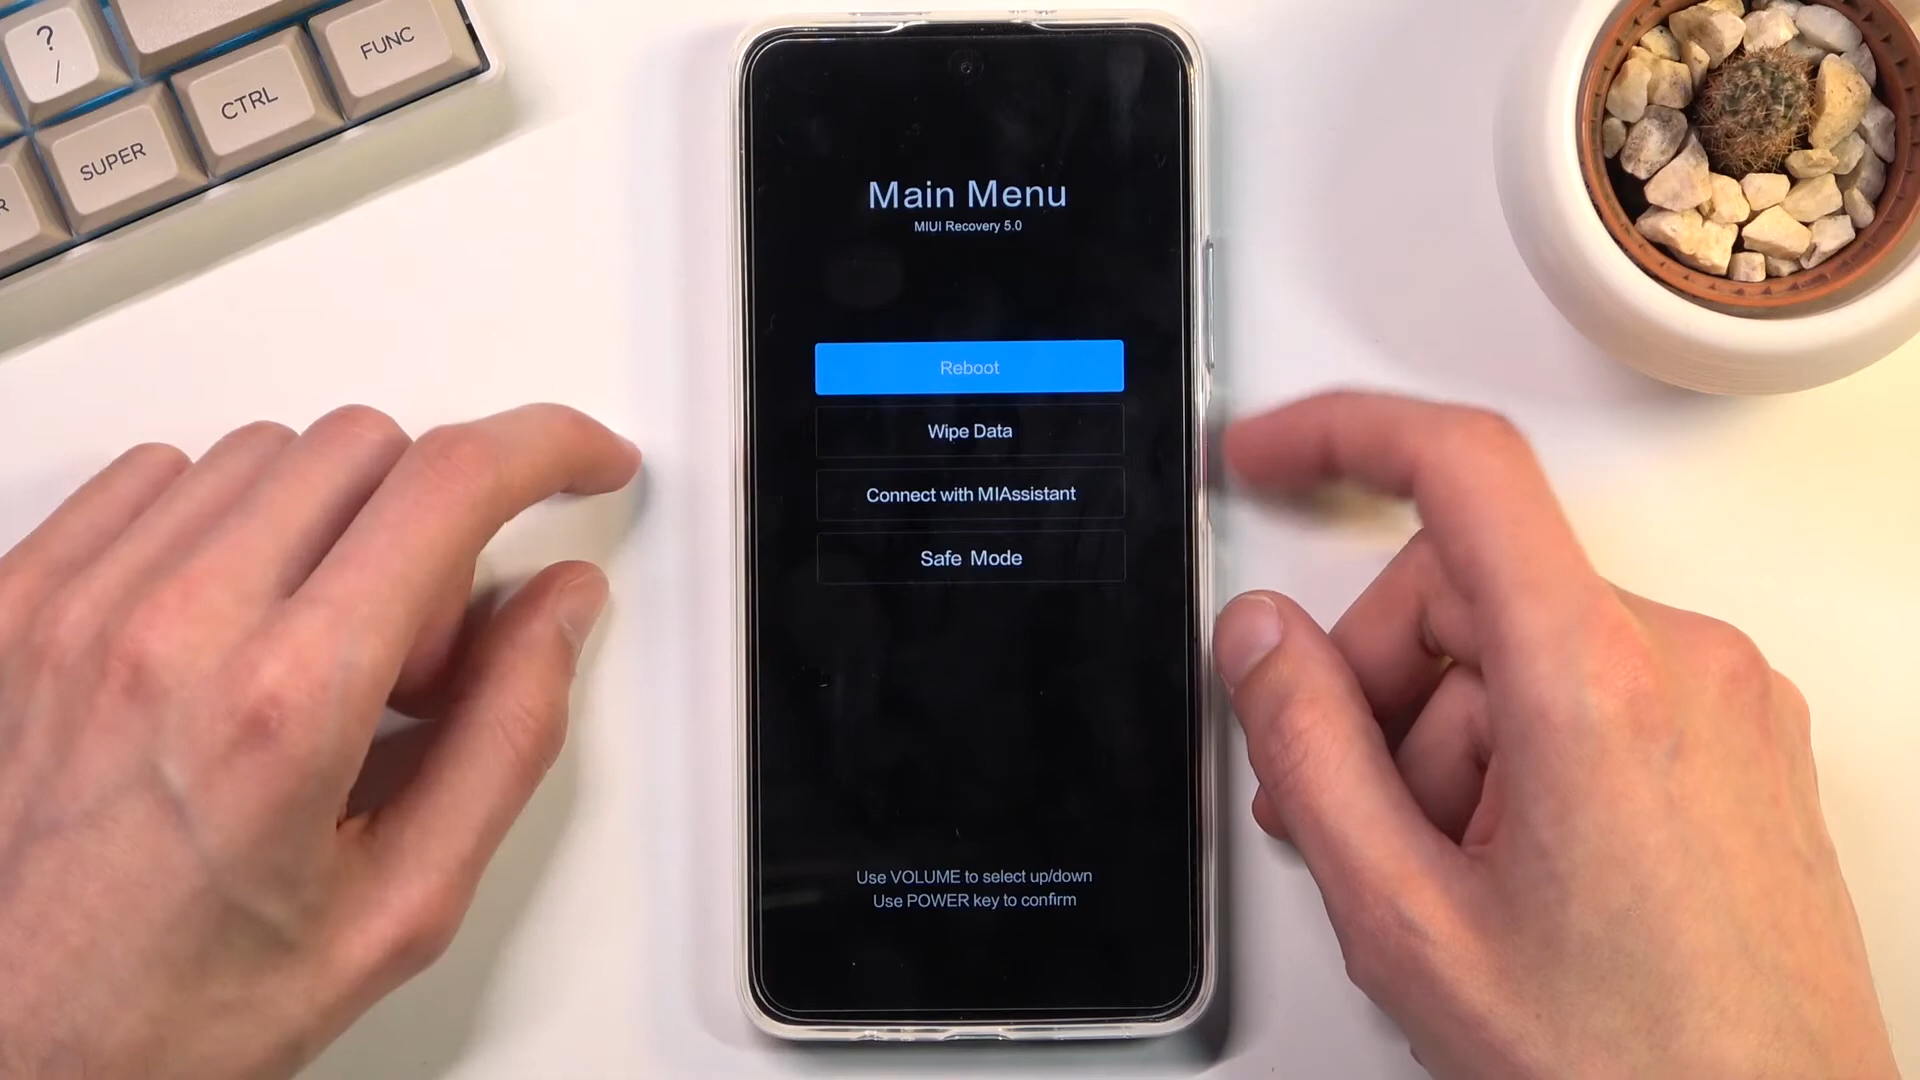 ?
/
FUNC
CTRL
SUPER
R
Main Menu
MIUI Recovery 5.0
Reboot
Wipe Data
Connect with MIAssistant
Safe Mode
Use VOLUME to select up/down
Use POWER key to confirm